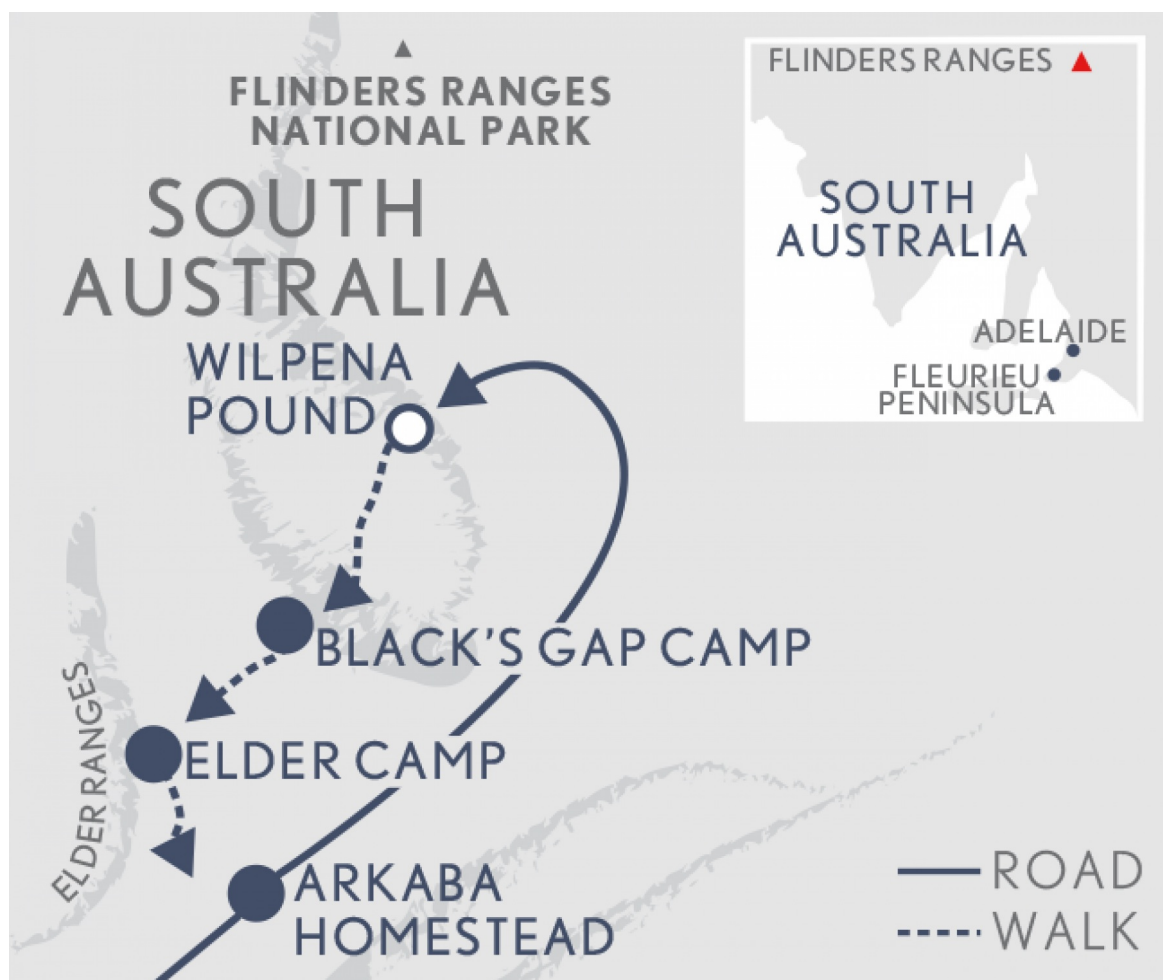 FLINDERS RANGES
NATIONAL PARK
SOUTH
AUSTRALIA
WILPENA
POUND
BLACK'S GAP CAMP
ELDER CAMP
ELDER RANGES
ARKABA
HOMESTEAD
FLINDERS RANGES
SOUTH
AUSTRALIA
ADELAIDE
FLEURIEU
PENINSULA
ROAD
WALK